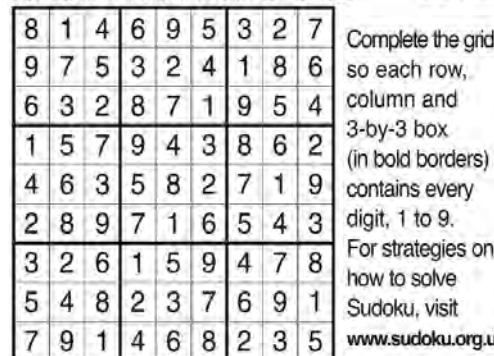 8 1 4 6 9 5 3 2 7
9 7 5 3 2 4 1 8 6
6 3 2 8 7 1 9 5 4
1 5 7 9 4 3 8 6 2
4 6 3 5 8 2 7 1 9
2 8 9 7 1 6 5 4 3
3 2 6 1 5 9 4 7 8
5 4 8 2 3 7 6 9 1
7 9 1 4 6 8 2 3 5
Complete the grid
so each row,
column and
3-by-3 box
(in bold borders)
contains every
digit, 1 to 9.
For strategies on
how to solve
Sudoku, visit
www.sudoku.org.u